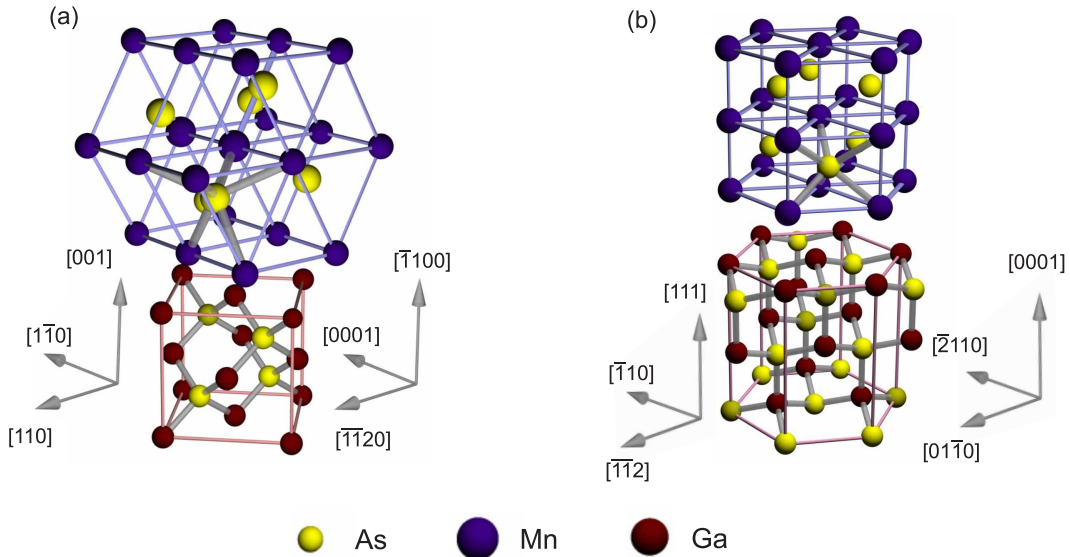 (a)
(b)
[001]
[1̅100]
[11̅0]
[0001]
[110]
[1̅1̅20]
[111]
[0001]
[1̅10]
[2̅110]
[1̅1̅2]
[011̅0]
As
Mn
Ga